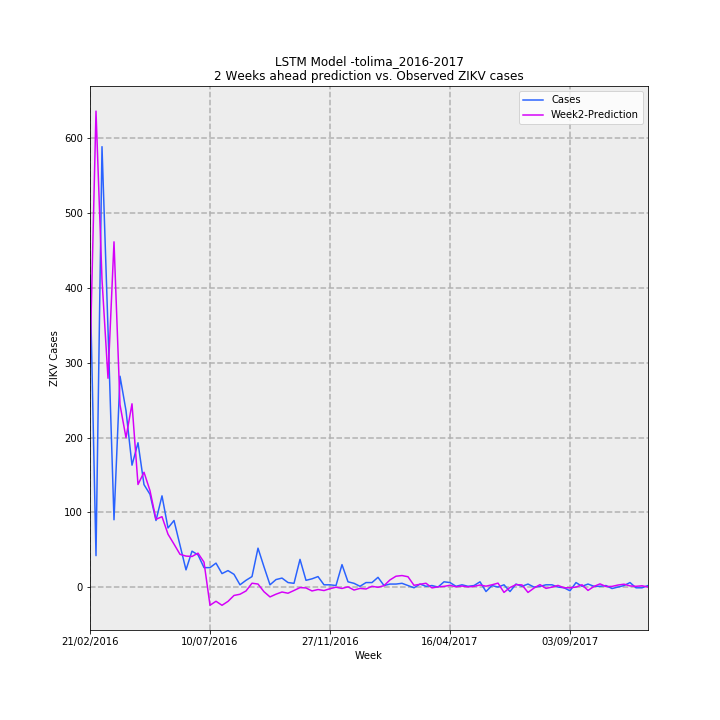 LSTM Model -tolima_2016-2017
2 Weeks ahead prediction vs. Observed ZIKV cases
Cases
Week2-Prediction
600
500
400
300
200
100
0
ZIKV Cases
21/02/2016
10/07/2016
27/11/2016
16/04/2017
03/09/2017
Week